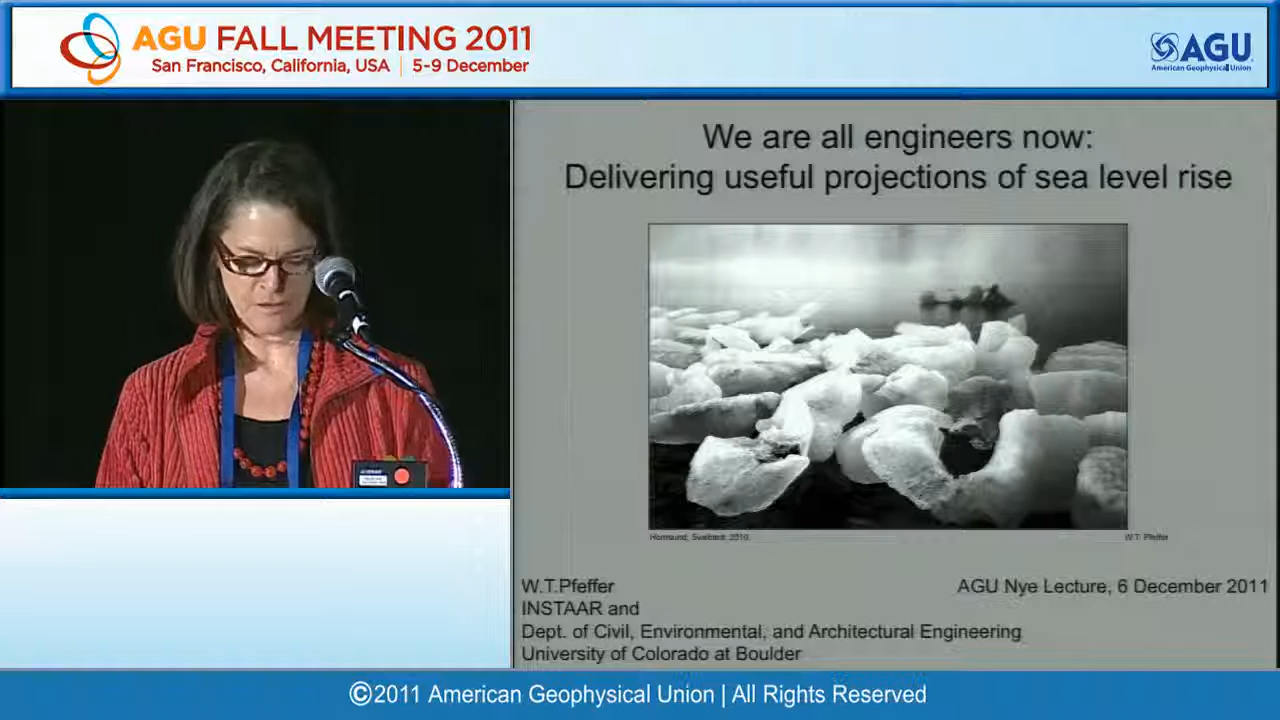 AGU FALL MEETING 2011
San Francisco, California, USA | 5-9 December
AGU
American Geophysical Union
We are all engineers now:
Delivering useful projections of sea level rise
Hornsund, Svalbard, 2010
W.T. Pfeffer
W.T.Pfeffer
AGU Nye Lecture, 6 December 2011
INSTAAR and
Dept. of Civil, Environmental, and Architectural Engineering
University of Colorado at Boulder
©2011 American Geophysical Union | All Rights Reserved